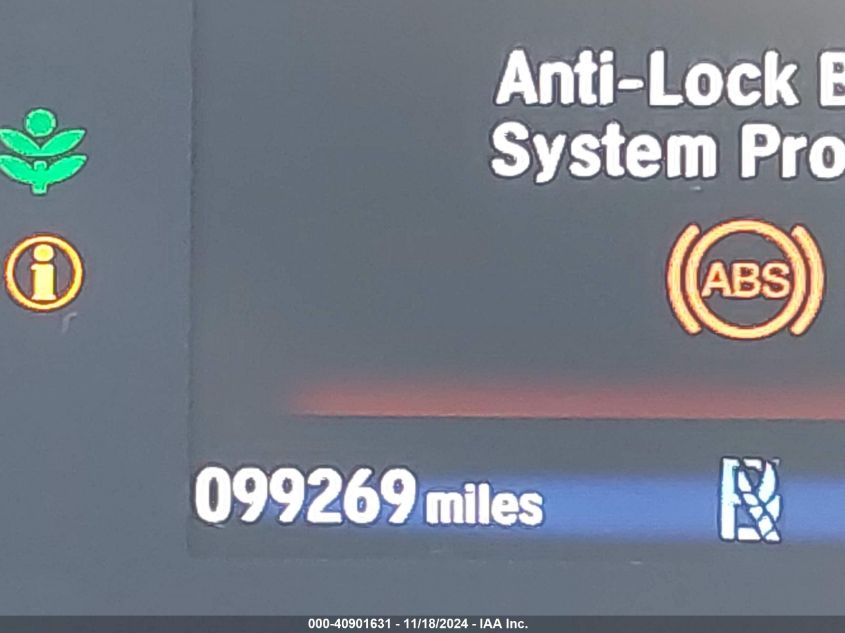 Anti-Lock B
System Pro
ABS
099269 miles
000-40901631 - 11/18/2024 - IAA Inc.